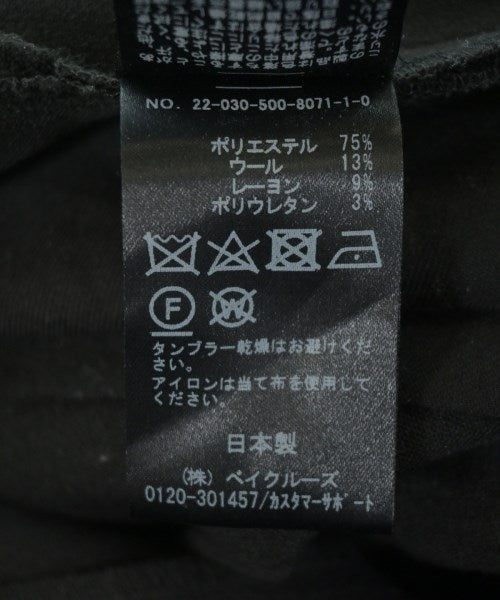 NO. 22-030-500-8071-1-0
ポリエステル 75%
ウール 13%
レーヨン 9%
ポリウレタン 3%
F
W
タンブラー乾燥はお避けくだ
さい。
アイロンは当て布を使用して
ください。
日本製
(株) ベイクルーズ
0120-301457/カスタマーサポート